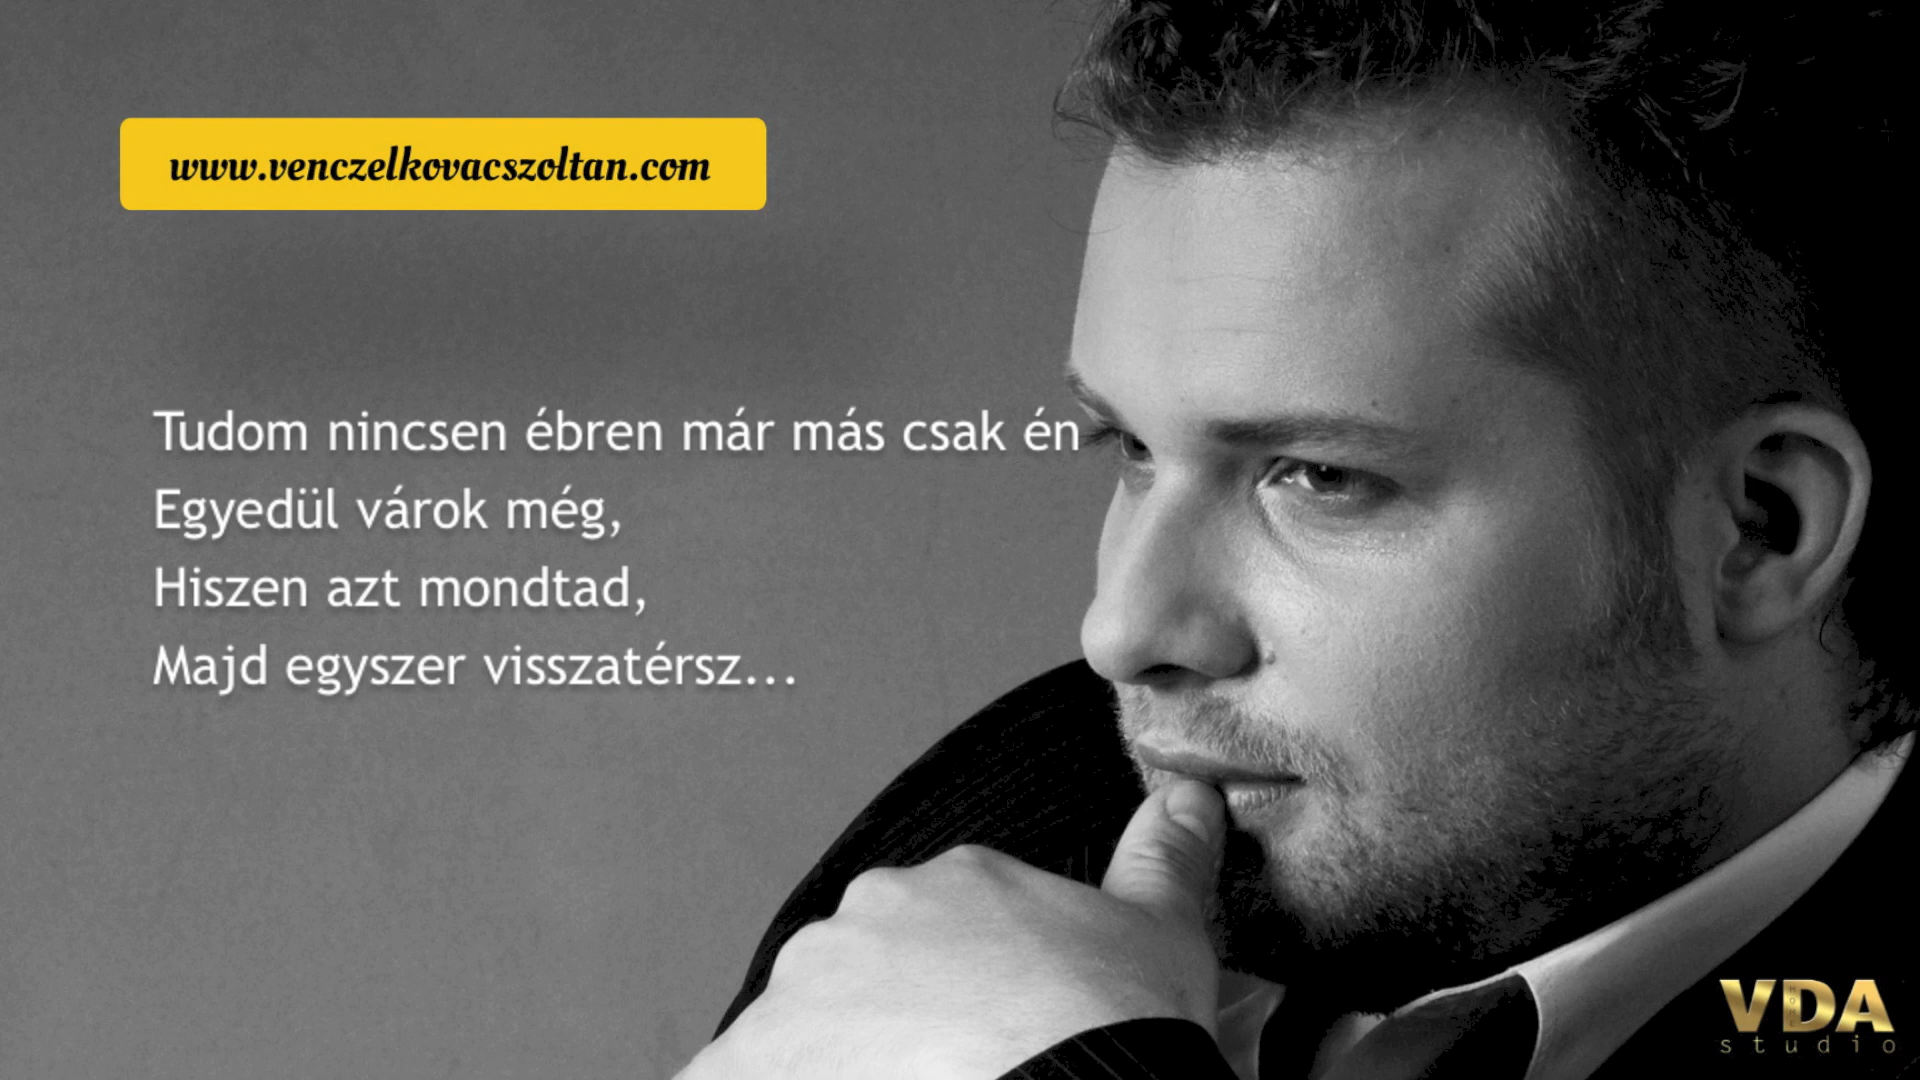 www.venczelkovacszoltan.com
Tudom nincsen ébren már más csak én
Egyedül várok még,
Hiszen azt mondtad,
Majd egyszer visszatérsz...
VDA
studio